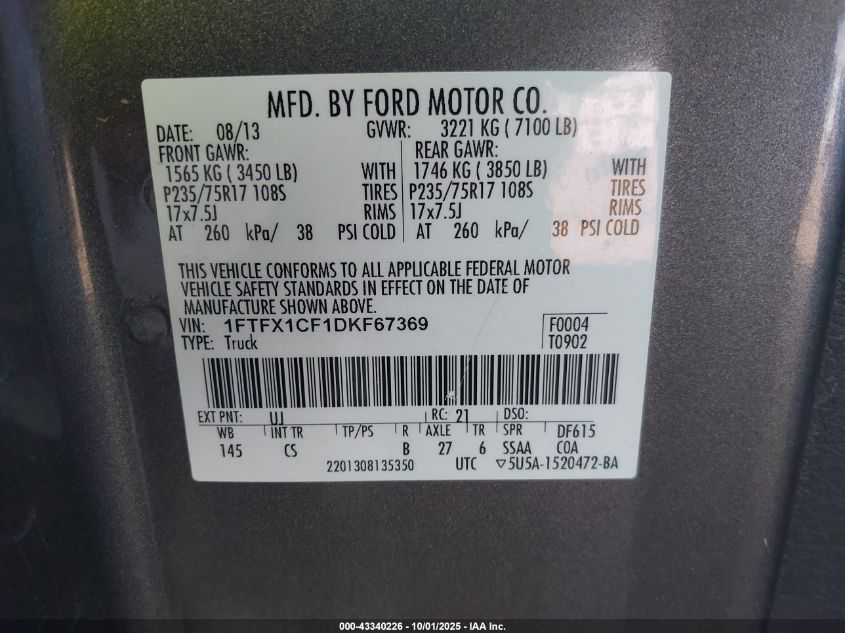 MFD. BY FORD MOTOR CO.
DATE: 08/13 GVWR: 3221 KG ( 7100 LB)
FRONT GAWR: REAR GAWR:
1565 KG ( 3450 LB) WITH 1746 KG ( 3850 LB) WITH
P235/75R17 108S TIRES P235/75R17 108S TIRES
17x7.5J RIMS 17x7.5J RIMS
AT 260 kPa/ 38 PSI COLD AT 260 kPa/ 38 PSI COLD
THIS VEHICLE CONFORMS TO ALL APPLICABLE FEDERAL MOTOR
VEHICLE SAFETY STANDARDS IN EFFECT ON THE DATE OF
MANUFACTURE SHOWN ABOVE.
VIN: 1FTFX1CF1DKF67369 F0004
TYPE: Truck T0902
EXT PNT: UJ RC: 21 DSO:
WB INT TR TP/PS R AXLE TR SPR DF615
145 CS B 27 6 SSAA COA
2201308135350 UTC ▽5U5A-1520472-BA
000-43340226 - 10/01/2025 - IAA Inc.